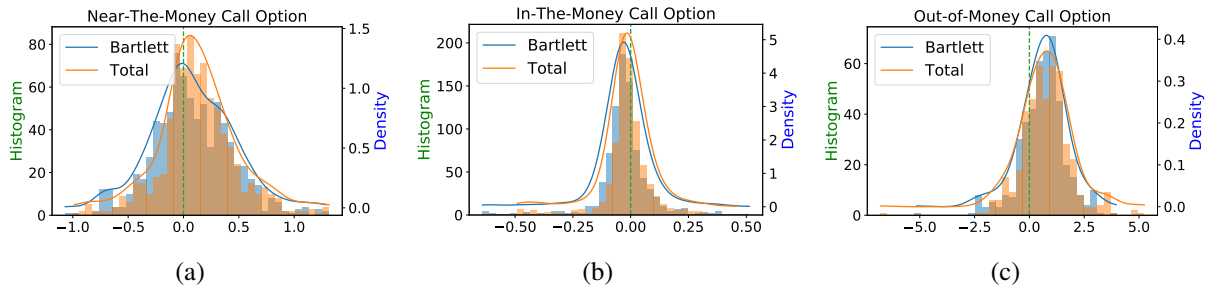 Near-The-Money Call Option
Bartlett
Total
Histogram
Density
80
60
40
20
0
1.5
1.0
0.5
0.0
−1.0 −0.5 0.0 0.5 1.0
(a)
In-The-Money Call Option
Bartlett
Total
Histogram
Density
200
150
100
50
0
5
4
3
2
1
0
−0.50 −0.25 0.00 0.25 0.50
(b)
Out-of-Money Call Option
Bartlett
Total
Histogram
Density
60
40
20
0
0.4
0.3
0.2
0.1
0.0
−5.0 −2.5 0.0 2.5 5.0
(c)